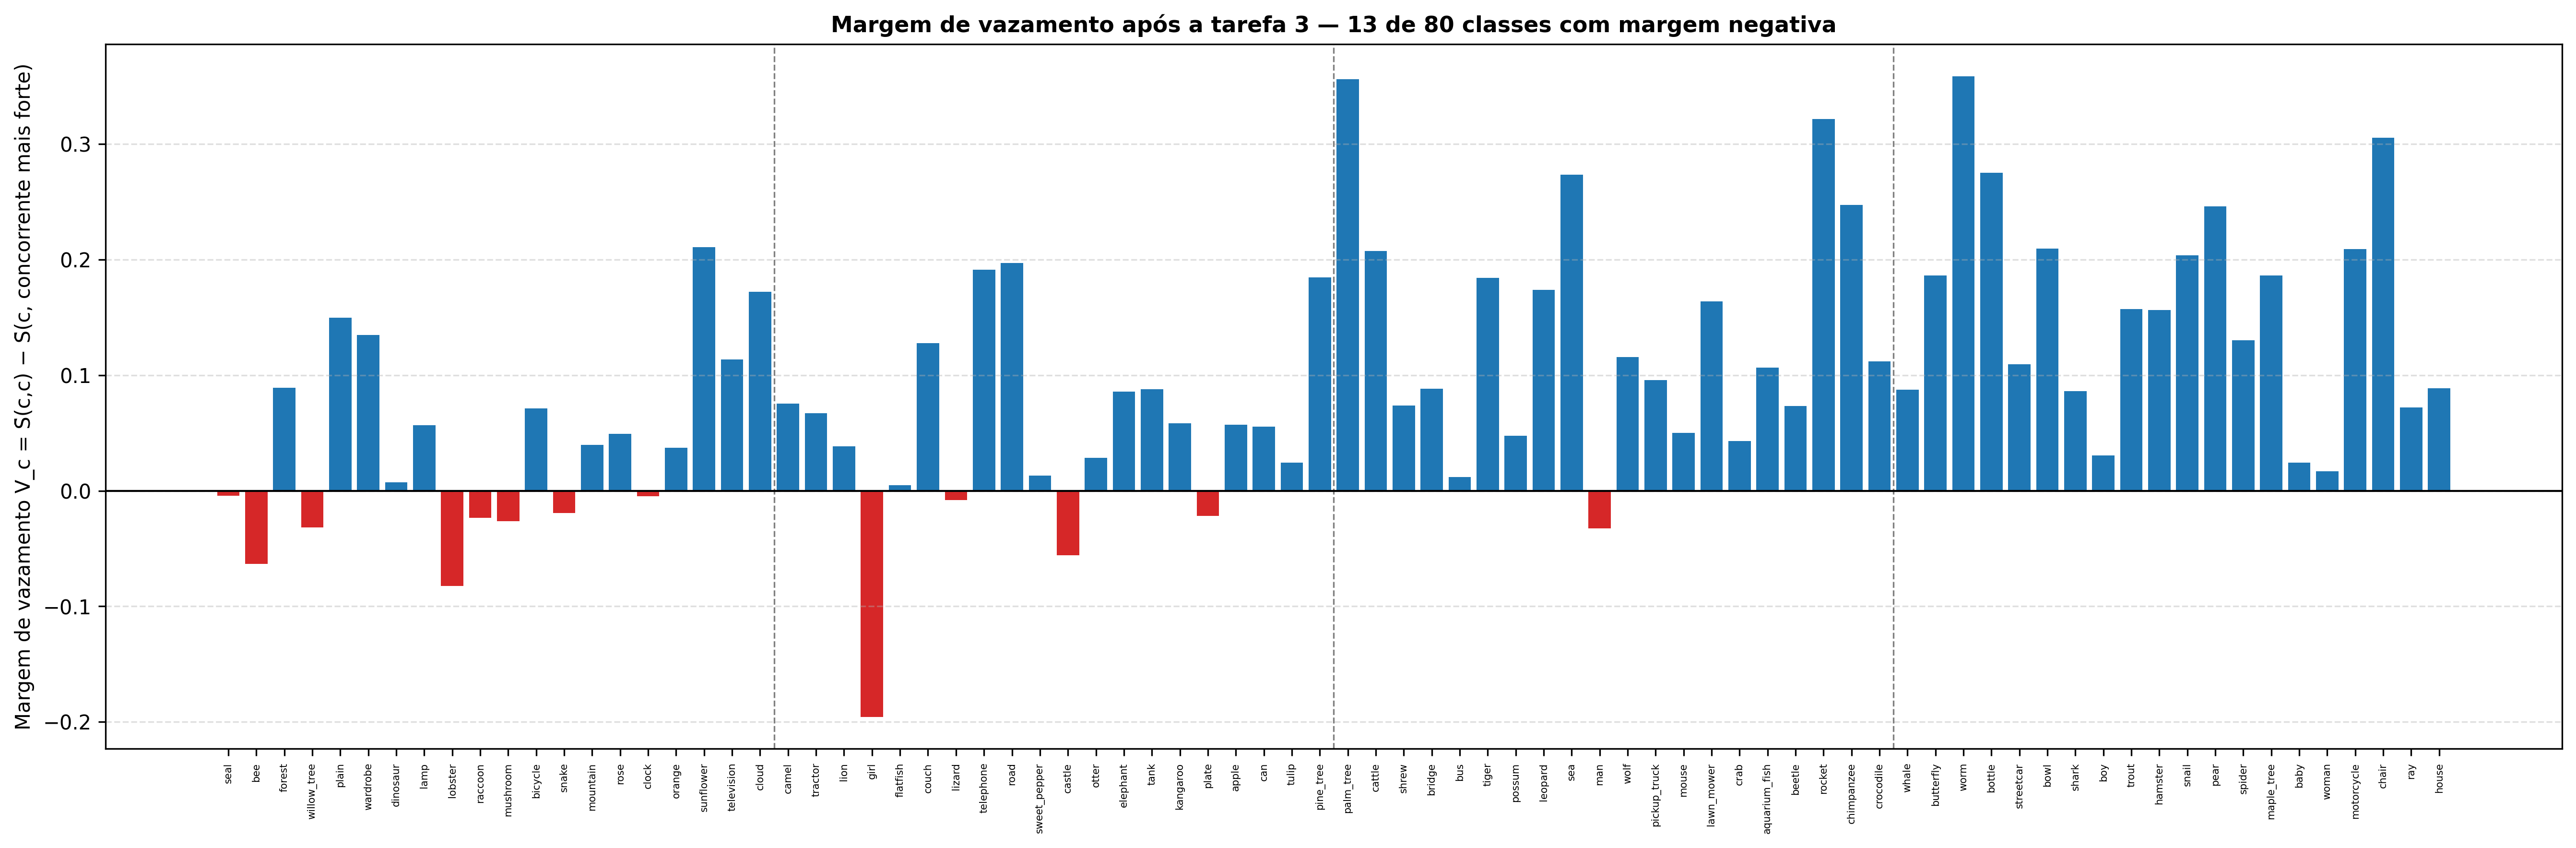 Margem de vazamento após a tarefa 3 — 13 de 80 classes com margem negativa
Margem de vazamento V_c = S(c,c) − S(c, concorrente mais forte)
0.3
0.2
0.1
0.0
−0.1
−0.2
seal
bee
forest
willow_tree
plain
wardrobe
dinosaur
lamp
lobster
raccoon
mushroom
bicycle
snake
mountain
rose
clock
orange
sunflower
television
cloud
camel
tractor
lion
girl
flatfish
couch
lizard
telephone
road
sweet_pepper
castle
otter
elephant
tank
kangaroo
plate
apple
can
tulip
pine_tree
palm_tree
cattle
shrew
bridge
bus
tiger
possum
leopard
sea
man
wolf
pickup_truck
mouse
lawn_mower
crab
aquarium_fish
beetle
rocket
chimpanzee
crocodile
whale
butterfly
worm
bottle
streetcar
bowl
shark
boy
trout
hamster
snail
pear
spider
maple_tree
baby
woman
motorcycle
chair
ray
house